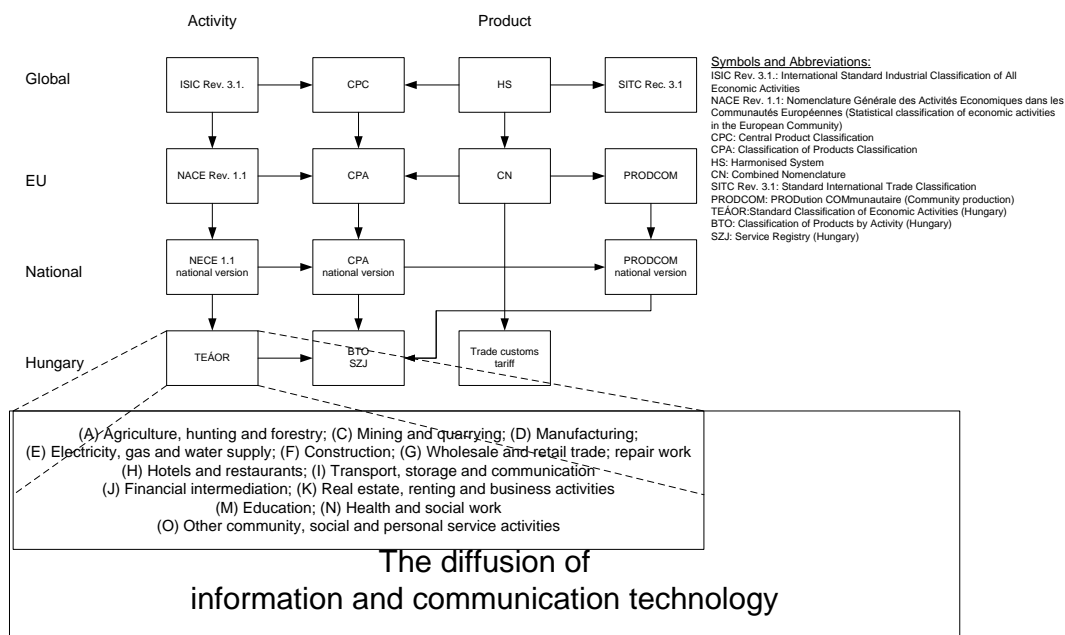 Activity
Product
Global
ISIC Rev. 3.1.
CPC
HS
SITC Rec. 3.1
EU
NACE Rev. 1.1
CPA
CN
PRODCOM
National
NECE 1.1
national version
CPA
national version
PRODCOM
national version
Hungary
TEÁOR
BTO
SZJ
Trade customs
tariff
Symbols and Abbreviations:
ISIC Rev. 3.1.: International Standard Industrial Classification of All
Economic Activities
NACE Rev. 1.1: Nomenclature Générale des Activités Economiques dans les
Communautés Européennes (Statistical classification of economic activities
in the European Community)
CPC: Central Product Classification
CPA: Classification of Products Classification
HS: Harmonised System
CN: Combined Nomenclature
SITC Rev. 3.1: Standard International Trade Classification
PRODCOM: PRODution COMmunautaire (Community production)
TEÁOR:Standard Classification of Economic Activities (Hungary)
BTO: Classification of Products by Activity (Hungary)
SZJ: Service Registry (Hungary)
(A) Agriculture, hunting and forestry; (C) Mining and quarrying; (D) Manufacturing;
(E) Electricity, gas and water supply; (F) Construction; (G) Wholesale and retail trade; repair work
(H) Hotels and restaurants; (I) Transport, storage and communication
(J) Financial intermediation; (K) Real estate, renting and business activities
(M) Education; (N) Health and social work
(O) Other community, social and personal service activities
The diffusion of
information and communication technology